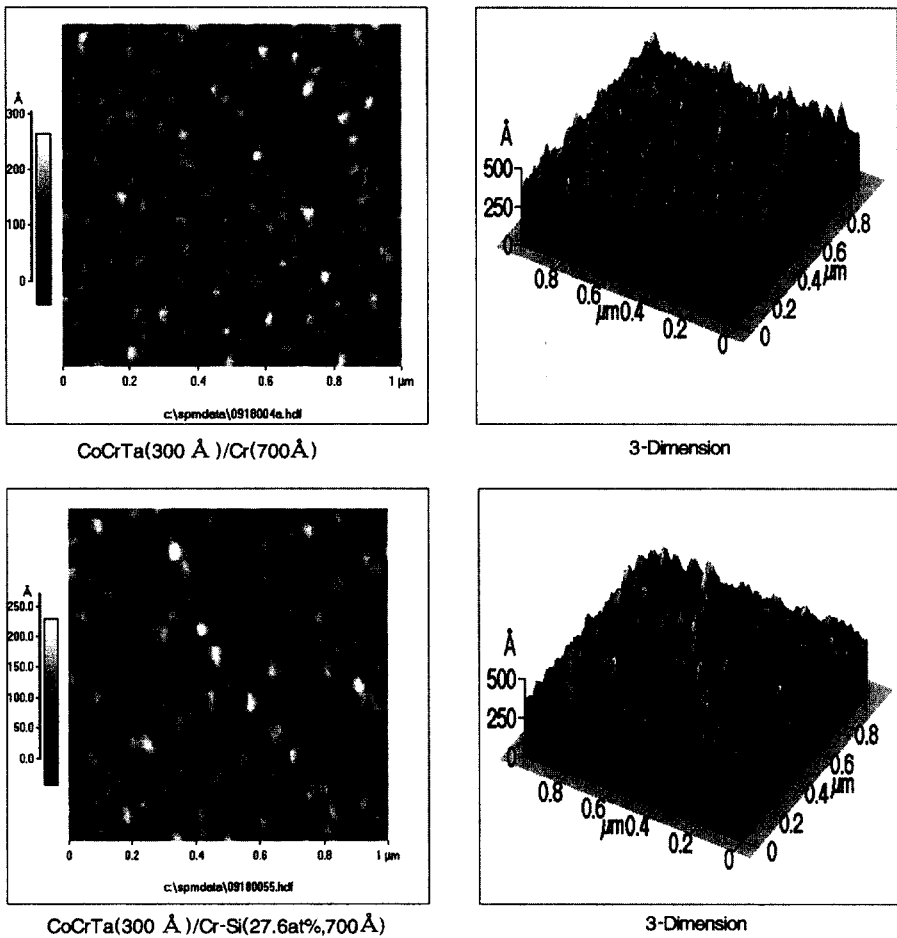 Å
300
200
100
0
0 0.2 0.4 0.6 0.8 1 µm
c:\spmdata\0918004a.hdf
CoCrTa(300 Å)/Cr(700Å)
Å
500
250
0
0.8
0.6
µm0.4
0.2
0
0.8
0.6
µm
0.4
0.2
0
3-Dimension
Å
250.0
200.0
150.0
100.0
50.0
0.0
0 0.2 0.4 0.6 0.8 1 µm
c:\spmdata\09180055.hdf
CoCrTa(300 Å)/Cr-Si(27.6at%,700Å)
Å
500
250
0
0.8
0.6
µm0.4
0.2
0
0.8
0.6
µm
0.4
0.2
0
3-Dimension